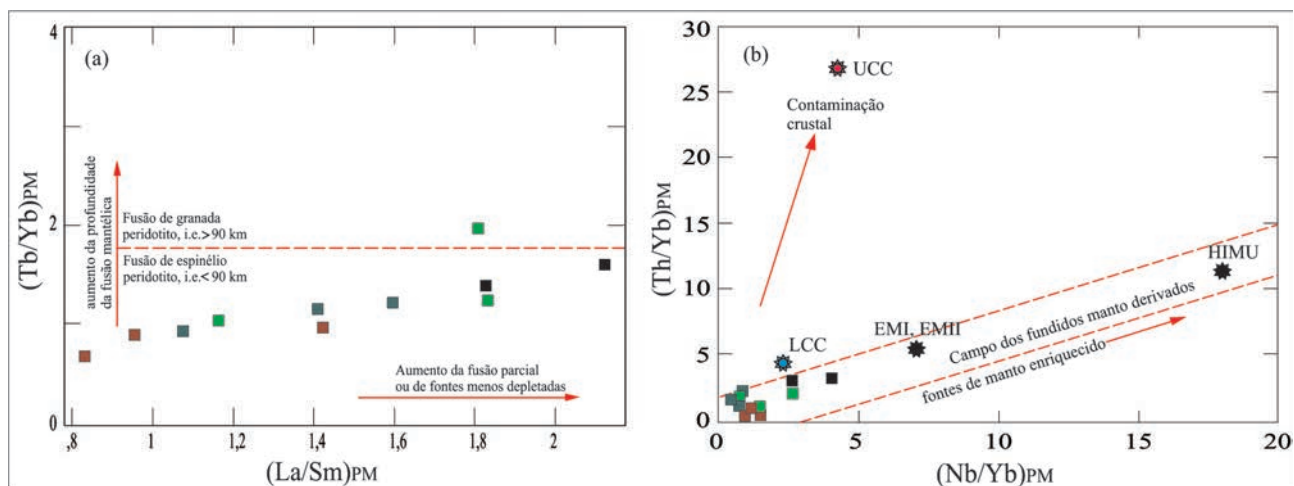 (a)
4
2
0
(Tb/Yb)PM
aumento da profundidade
da fusão mantélica
Fusão de granada
peridotito, i.e.>90 km
Fusão de espinélio
peridotito, i.e<90 km
Aumento da fusão parcial
ou de fontes menos depletadas
,8
1
1,2
1,4
1,6
1,8
2
(La/Sm)PM
(b)
30
25
20
15
10
5
0
(Th/Yb)PM
UCC
Contaminação
crustal
HIMU
LCC
EMI, EMII
Campo dos fundidos manto derivados
fontes de manto enriquecido
0
5
10
15
20
(Nb/Yb)PM